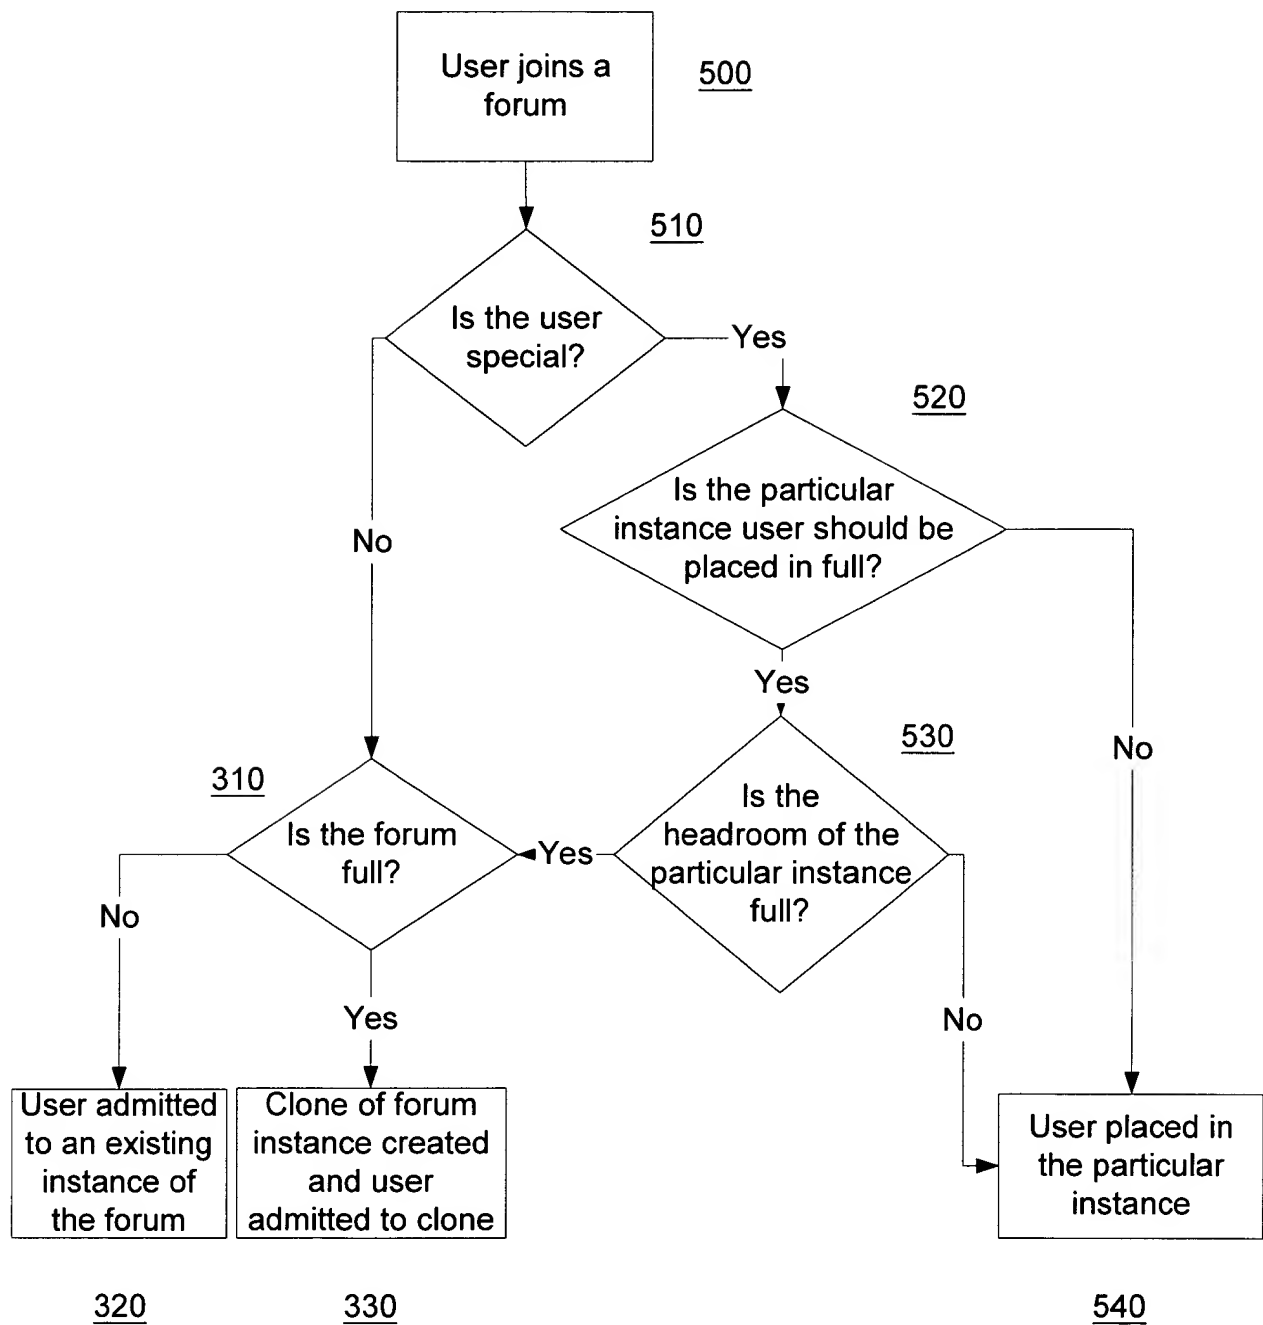 User joins a
forum
500
510
Is the user
special?
Yes
520
Is the particular
instance user should be
placed in full?
No
Yes
530
No
310
Is the
headroom of the
particular instance
full?
Is the forum
full?
Yes
No
Yes
No
User admitted
to an existing
instance of
the forum
Clone of forum
instance created
and user
admitted to clone
User placed in
the particular
instance
320
330
540